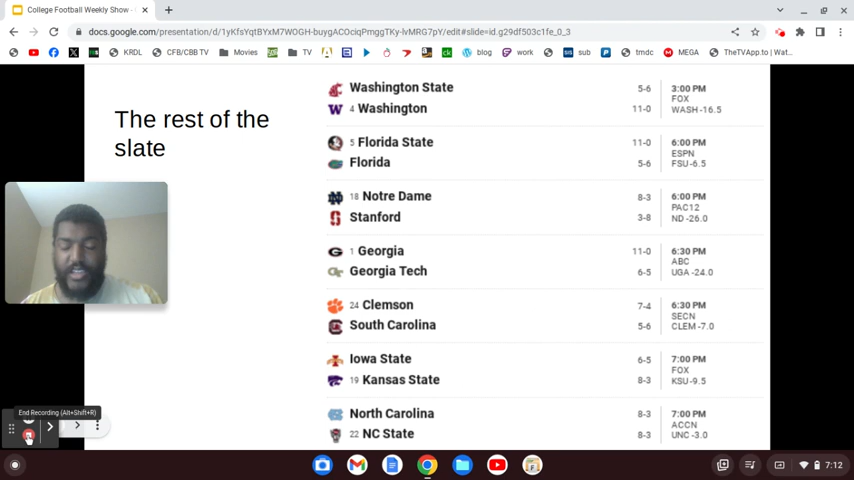 College Football Weekly Show -
docs.google.com/presentation/d/1yKfsYqtBYxM7WOGH-buygACOciqPmggTKy-lvMRG7pY/edit#slide=id.g29df503c1fe_0_3
KRDL
CFB/CBB TV
Movies
TV
blog
work
sub
tmdc
MEGA
TheTVApp.to | Wat...
The rest of the
slate
Washington State 5-6 3:00 PM
FOX
4 Washington 11-0 WASH -16.5
5 Florida State 11-0 6:00 PM
ESPN
Florida 5-6 FSU -6.5
18 Notre Dame 8-3 6:00 PM
PAC12
Stanford 3-8 ND -26.0
1 Georgia 11-0 6:30 PM
ABC
Georgia Tech 6-5 UGA -24.0
24 Clemson 7-4 6:30 PM
SECN
South Carolina 5-6 CLEM -7.0
Iowa State 6-5 7:00 PM
FOX
19 Kansas State 8-3 KSU -9.5
North Carolina 8-3 7:00 PM
ACCN
22 NC State 8-3 UNC -3.0
End Recording (Alt+Shift+R)
7:12